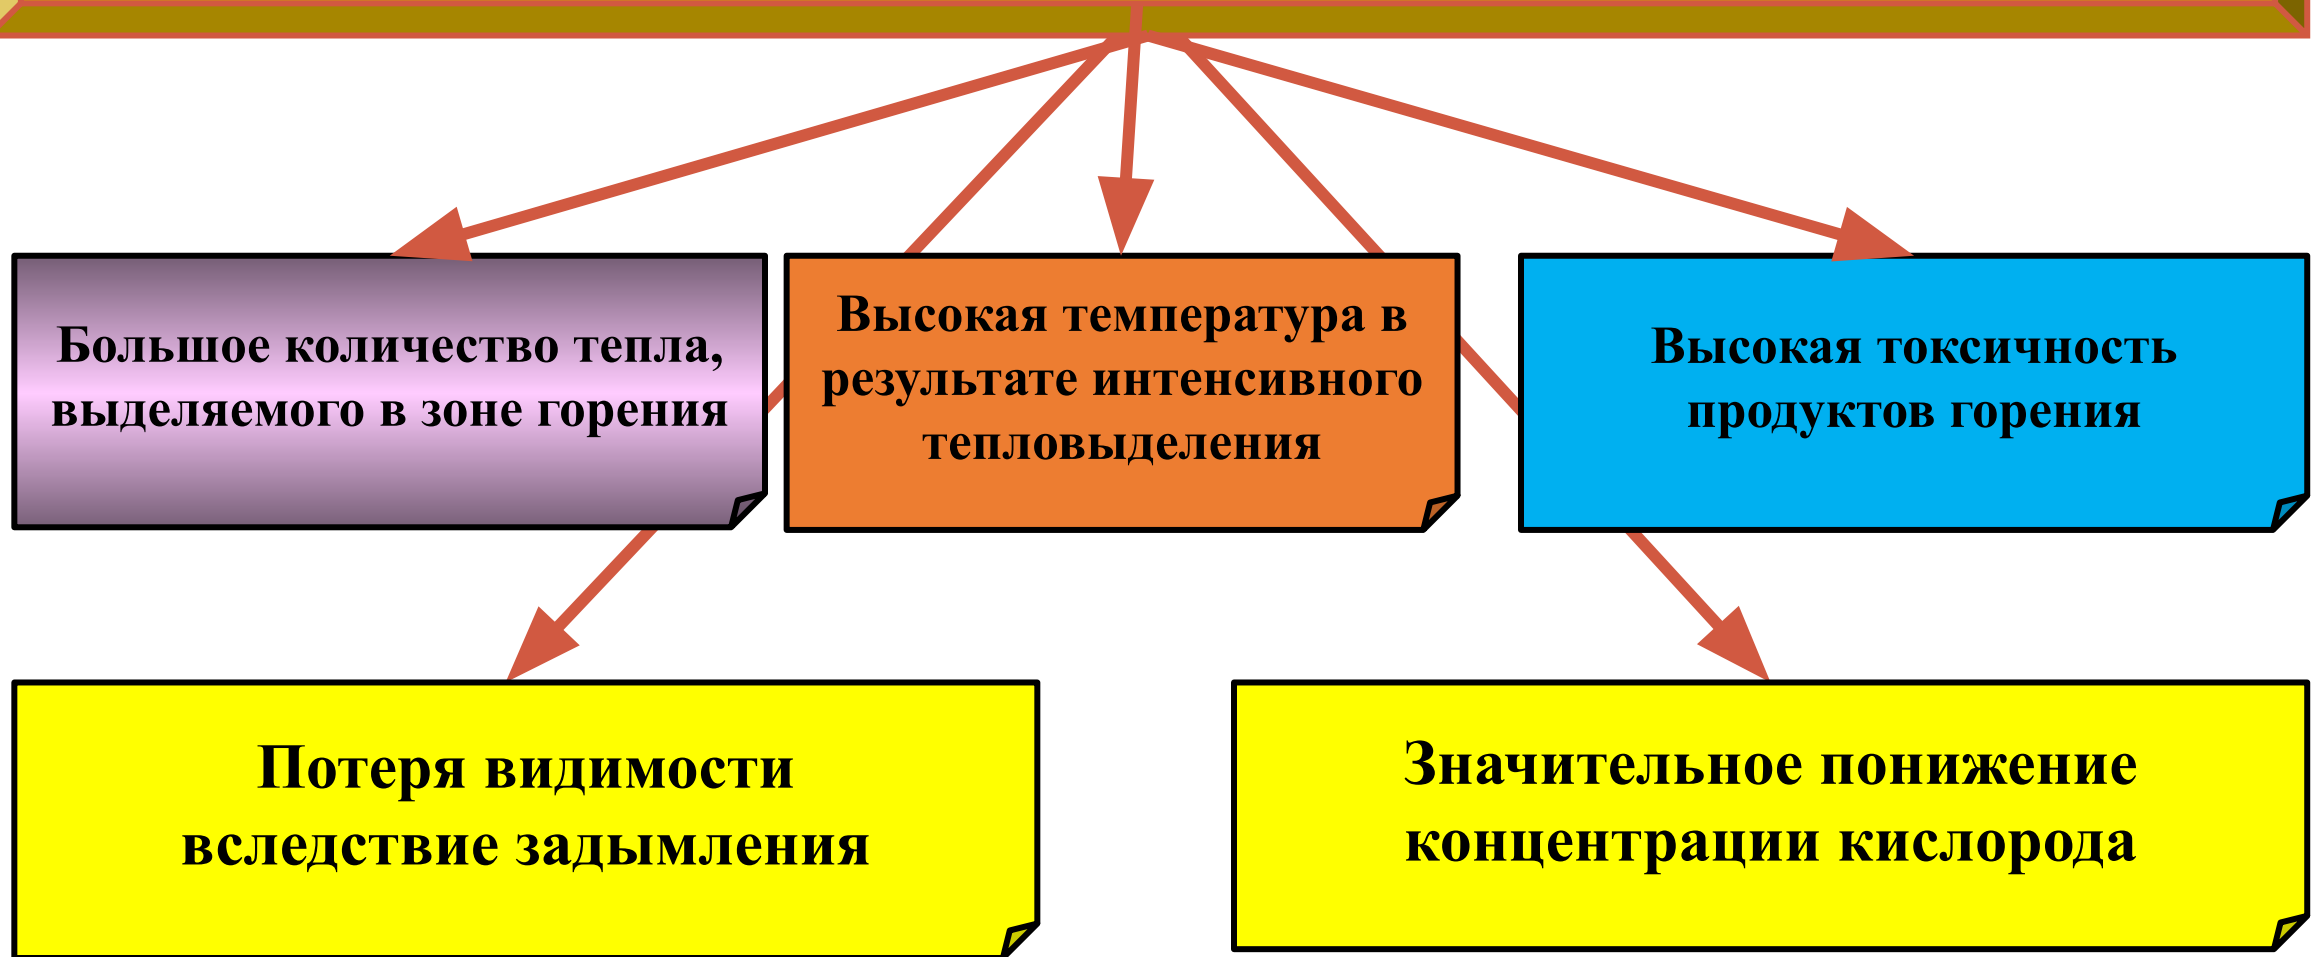 Большое количество тепла,
выделяемого в зоне горения
Высокая температура в
результате интенсивного
тепловыделения
Высокая токсичность
продуктов горения
Потеря видимости
вследствие задымления
Значительное понижение
концентрации кислорода